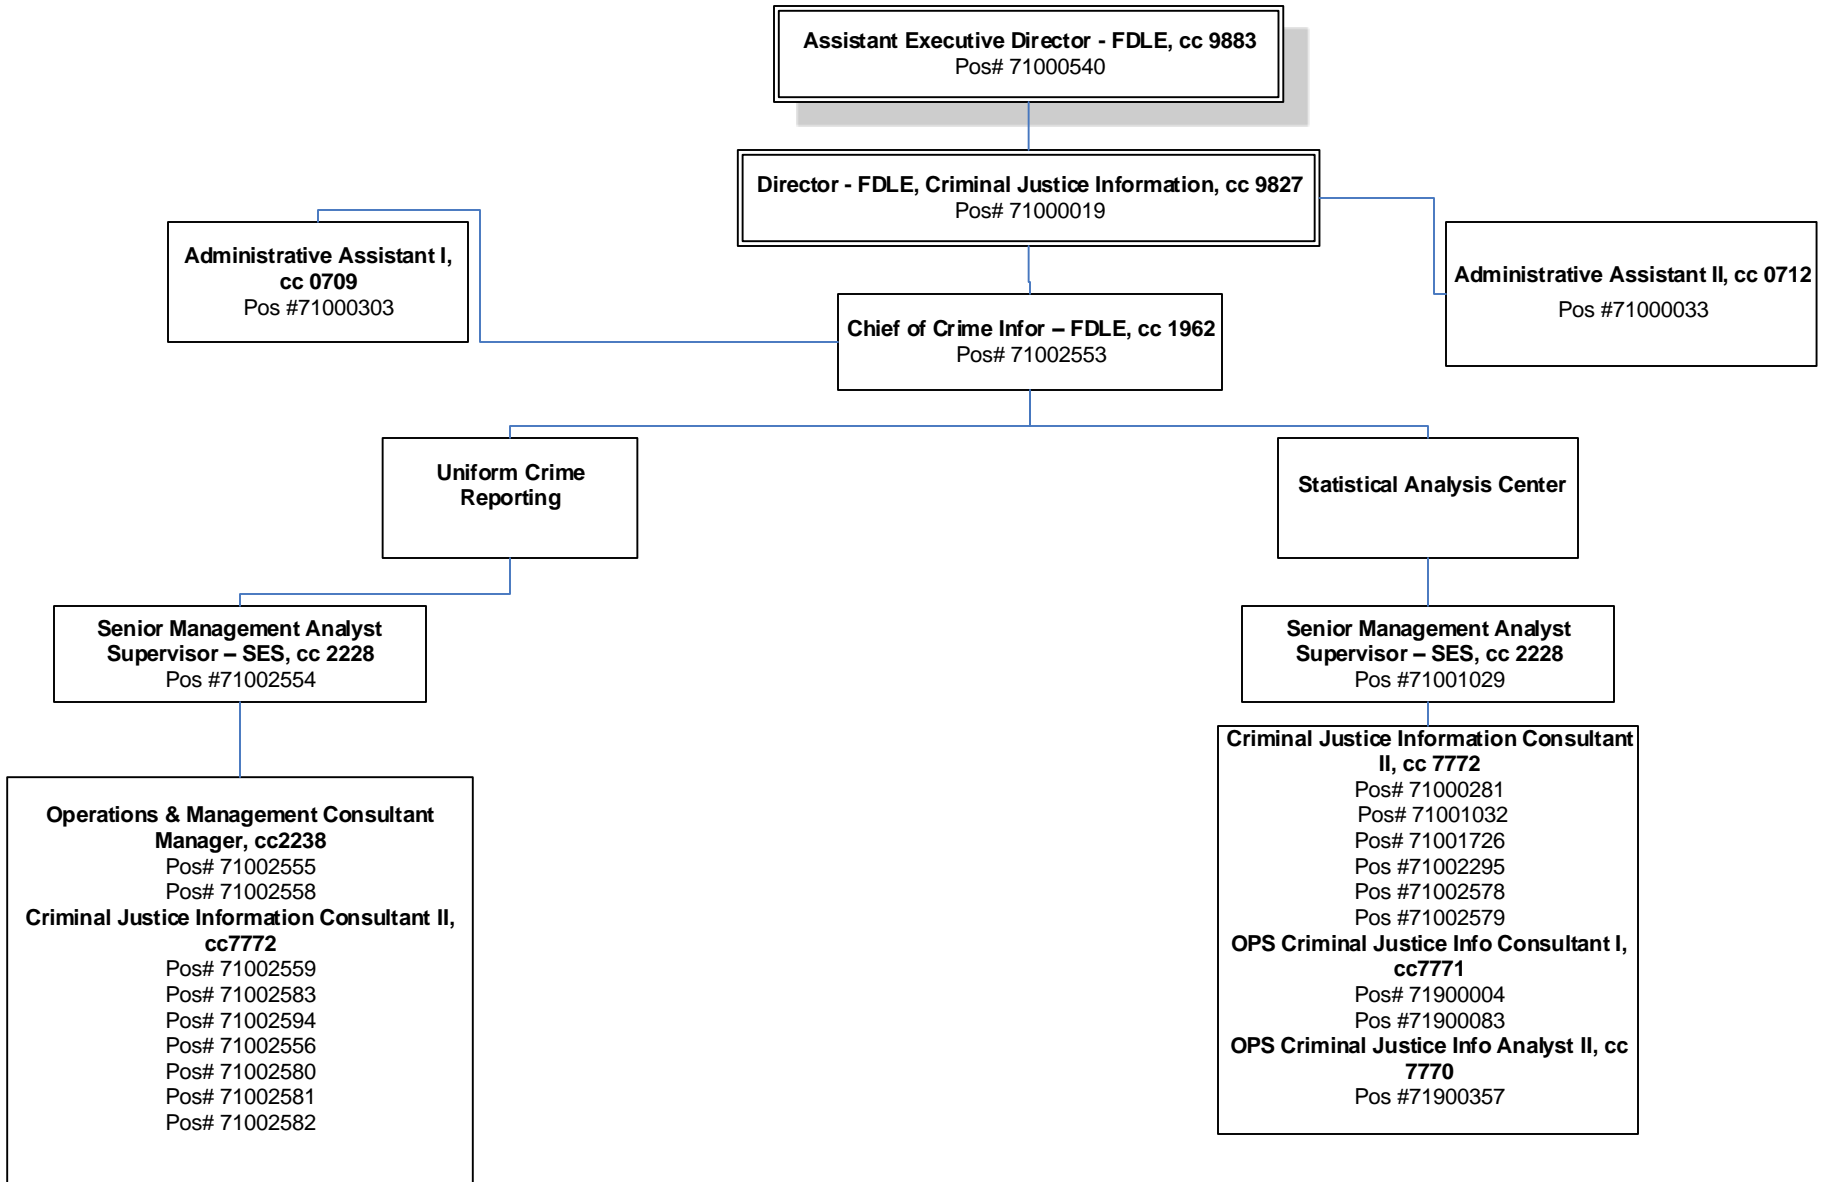 Assistant Executive Director - FDLE, cc 9883
Pos# 71000540
Director - FDLE, Criminal Justice Information, cc 9827
Pos# 71000019
Administrative Assistant I,
cc 0709
Pos #71000303
Administrative Assistant II, cc 0712
Pos #71000033
Chief of Crime Infor – FDLE, cc 1962
Pos# 71002553
Uniform Crime
Reporting
Statistical Analysis Center
Senior Management Analyst
Supervisor – SES, cc 2228
Pos #71002554
Senior Management Analyst
Supervisor – SES, cc 2228
Pos #71001029
Operations & Management Consultant
Manager, cc2238
Pos# 71002555
Pos# 71002558
Criminal Justice Information Consultant II,
cc7772
Pos# 71002559
Pos# 71002583
Pos# 71002594
Pos# 71002556
Pos# 71002580
Pos# 71002581
Pos# 71002582
Criminal Justice Information Consultant
II, cc 7772
Pos# 71000281
Pos# 71001032
Pos# 71001726
Pos# 71002295
Pos #71002578
Pos #71002579
OPS Criminal Justice Info Consultant I,
cc7771
Pos# 71900004
Pos #71900083
OPS Criminal Justice Info Analyst II, cc
7770
Pos #71900357